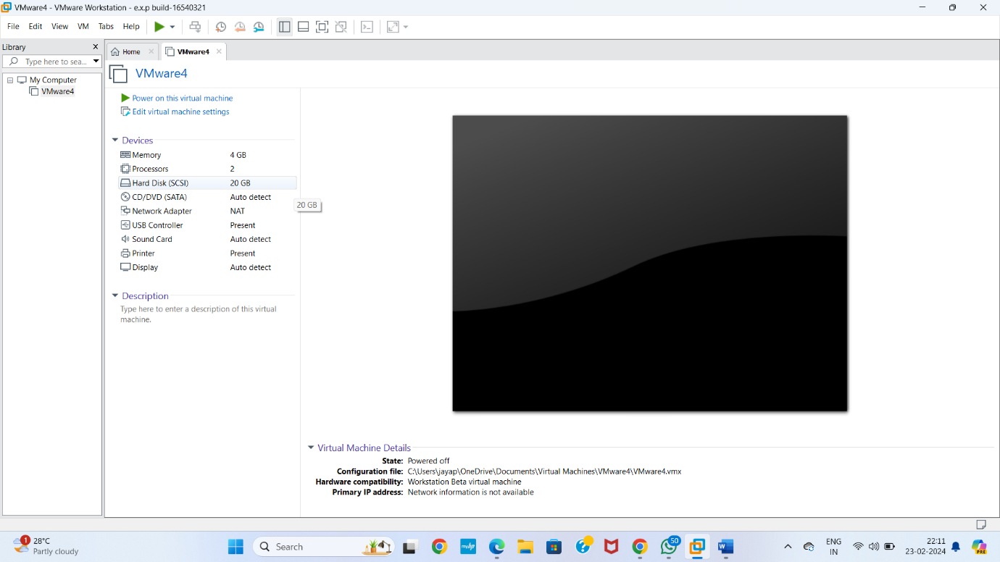 VMware4 - VMware Workstation - e.x.p build-16540321
File Edit View VM Tabs Help
Library
Type here to sea...
My Computer
VMware4
Home
VMware4
VMware4
Power on this virtual machine
Edit virtual machine settings
Devices
Memory 4 GB
Processors 2
Hard Disk (SCSI) 20 GB
CD/DVD (SATA) Auto detect
20 GB
Network Adapter NAT
USB Controller Present
Sound Card Auto detect
Printer Present
Display Auto detect
Description
Type here to enter a description of this virtual
machine.
Virtual Machine Details
State: Powered off
Configuration file: C:\Users\jayap\OneDrive\Documents\Virtual Machines\VMware4\VMware4.vmx
Hardware compatibility: Workstation Beta virtual machine
Primary IP address: Network information is not available
1
28°C
Partly cloudy
Search
myhp
50
ENG
IN
22:11
23-02-2024
PRE